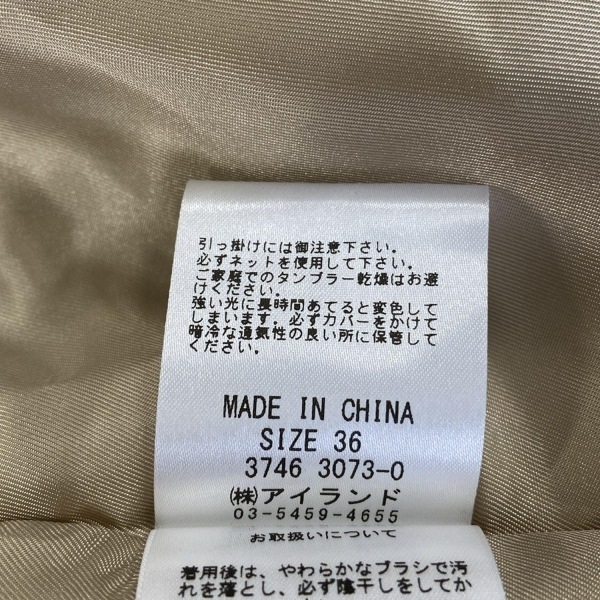 引っ掛けには御注意下さい。
必ずネットを使用して下さい。
ご家庭でのタンブラー乾燥はお避
けください。
強い光に長時間あてると変色して
しまいます。必ずカバーをかけて
暗冷な通気性の良い所に保管して
ください。
MADE IN CHINA
SIZE 36
3746 3073-0
㈱アイランド
03-5459-4655
お取扱いについて
着用後は、やわらかなブラシで汚
れを落とし、必ず陰干しをしてか